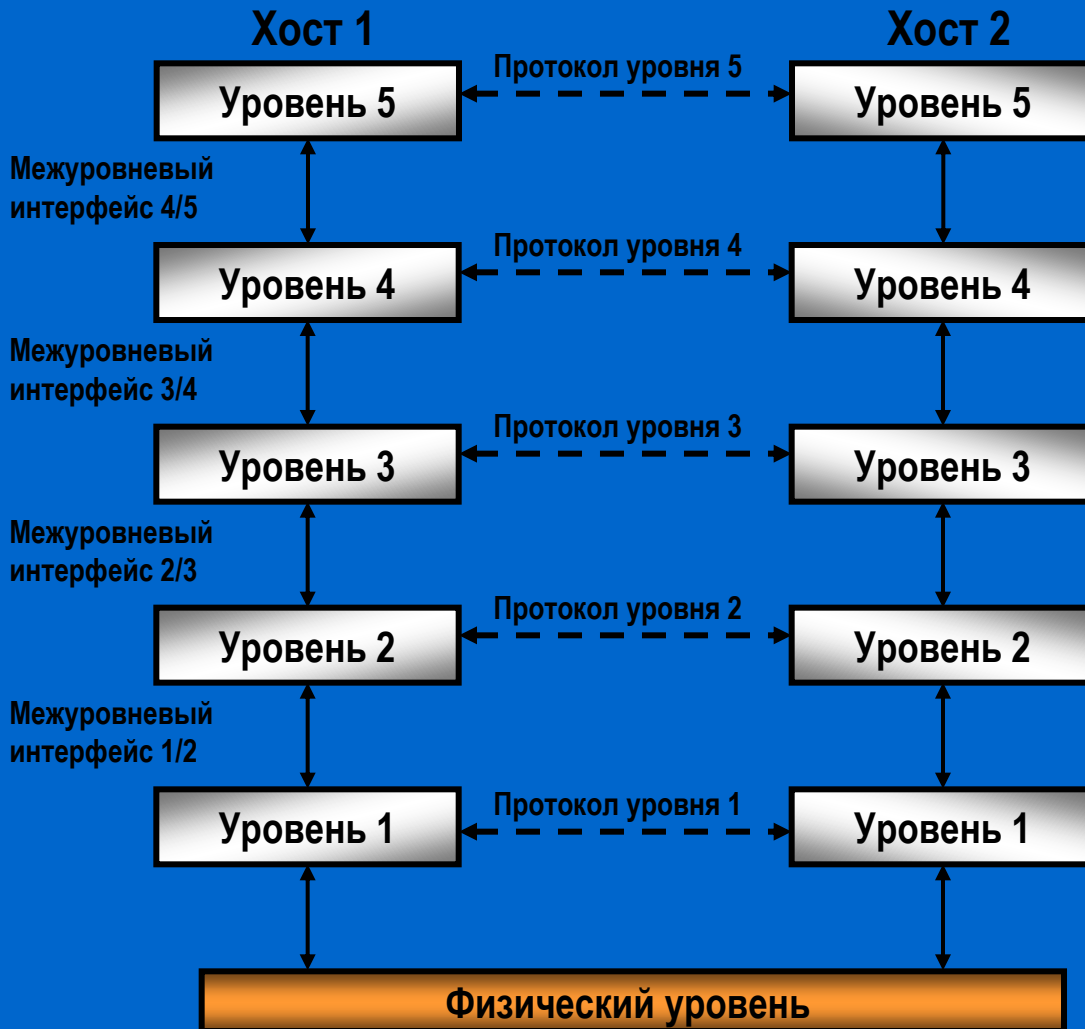 Хост 1
Хост 2
Протокол уровня 5
Уровень 5
Уровень 5
Межуровневый
интерфейс 4/5
Протокол уровня 4
Уровень 4
Уровень 4
Межуровневый
интерфейс 3/4
Протокол уровня 3
Уровень 3
Уровень 3
Межуровневый
интерфейс 2/3
Протокол уровня 2
Уровень 2
Уровень 2
Межуровневый
интерфейс 1/2
Протокол уровня 1
Уровень 1
Уровень 1
Физический уровень